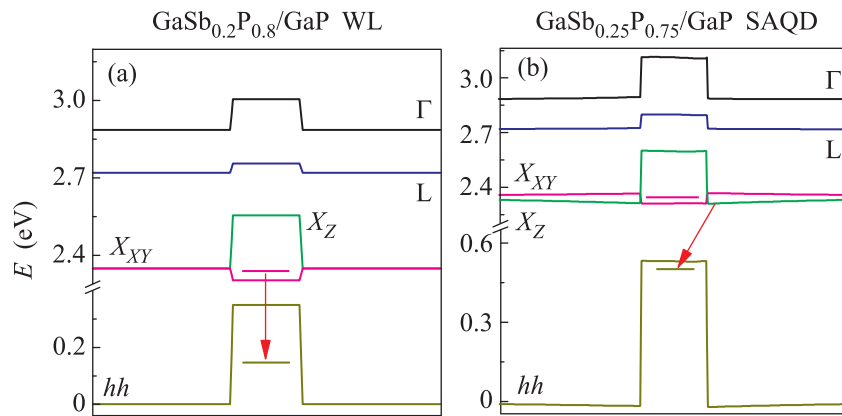 GaSb0.2P0.8/GaP WL
GaSb0.25P0.75/GaP SAQD
(a)
(b)
E (eV)
3.0
2.7
2.4
0.2
0
Γ
L
XZ
XXY
hh
3.0
2.7
2.4
0.6
0.3
0
Γ
L
XXY
XZ
hh